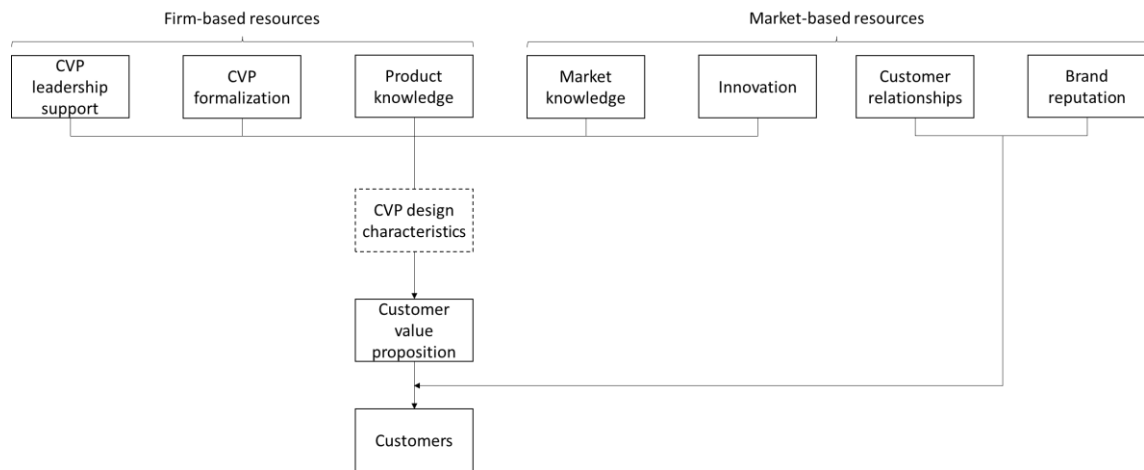 Firm-based resources
Market-based resources
CVP
leadership
support
CVP
formalization
Product
knowledge
Market
knowledge
Innovation
Customer
relationships
Brand
reputation
CVP design
characteristics
Customer
value
proposition
Customers